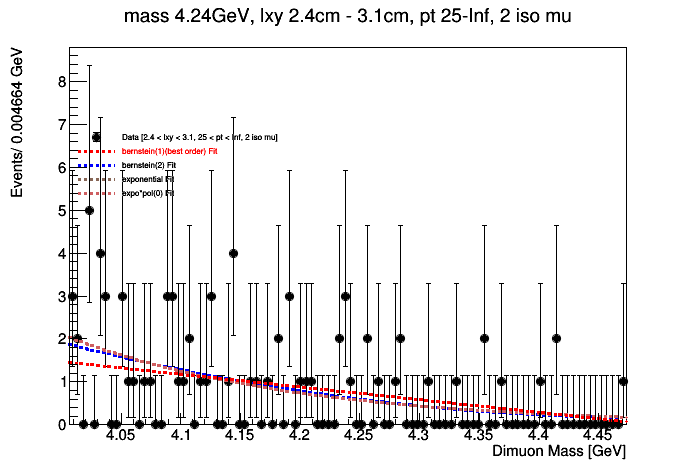 mass 4.24GeV, lxy 2.4cm - 3.1cm, pt 25-Inf, 2 iso mu
Events/ 0.004664 GeV
8
7
6
5
4
3
2
1
0
Data [2.4 < lxy < 3.1, 25 < pt < Inf, 2 iso mu]
bernstein(1)(best order) Fit
bernstein(2) Fit
exponential Fit
expo*pol(0) Fit
4.05 4.1 4.15 4.2 4.25 4.3 4.35 4.4 4.45
Dimuon Mass [GeV]